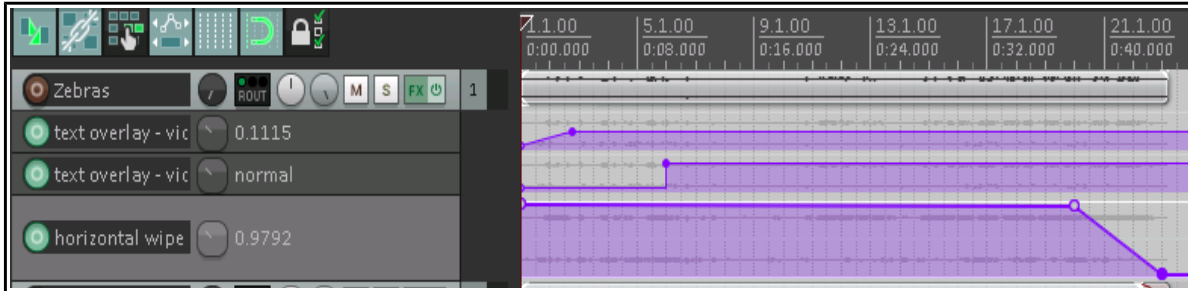 1.1.00 5.1.00 9.1.00 13.1.00 17.1.00 21.1.00
0:00.000 0:08.000 0:16.000 0:24.000 0:32.000 0:40.000
Zebras ROUT M S FX 1
text overlay - vic 0.1115
text overlay - vic normal
horizontal wipe 0.9792